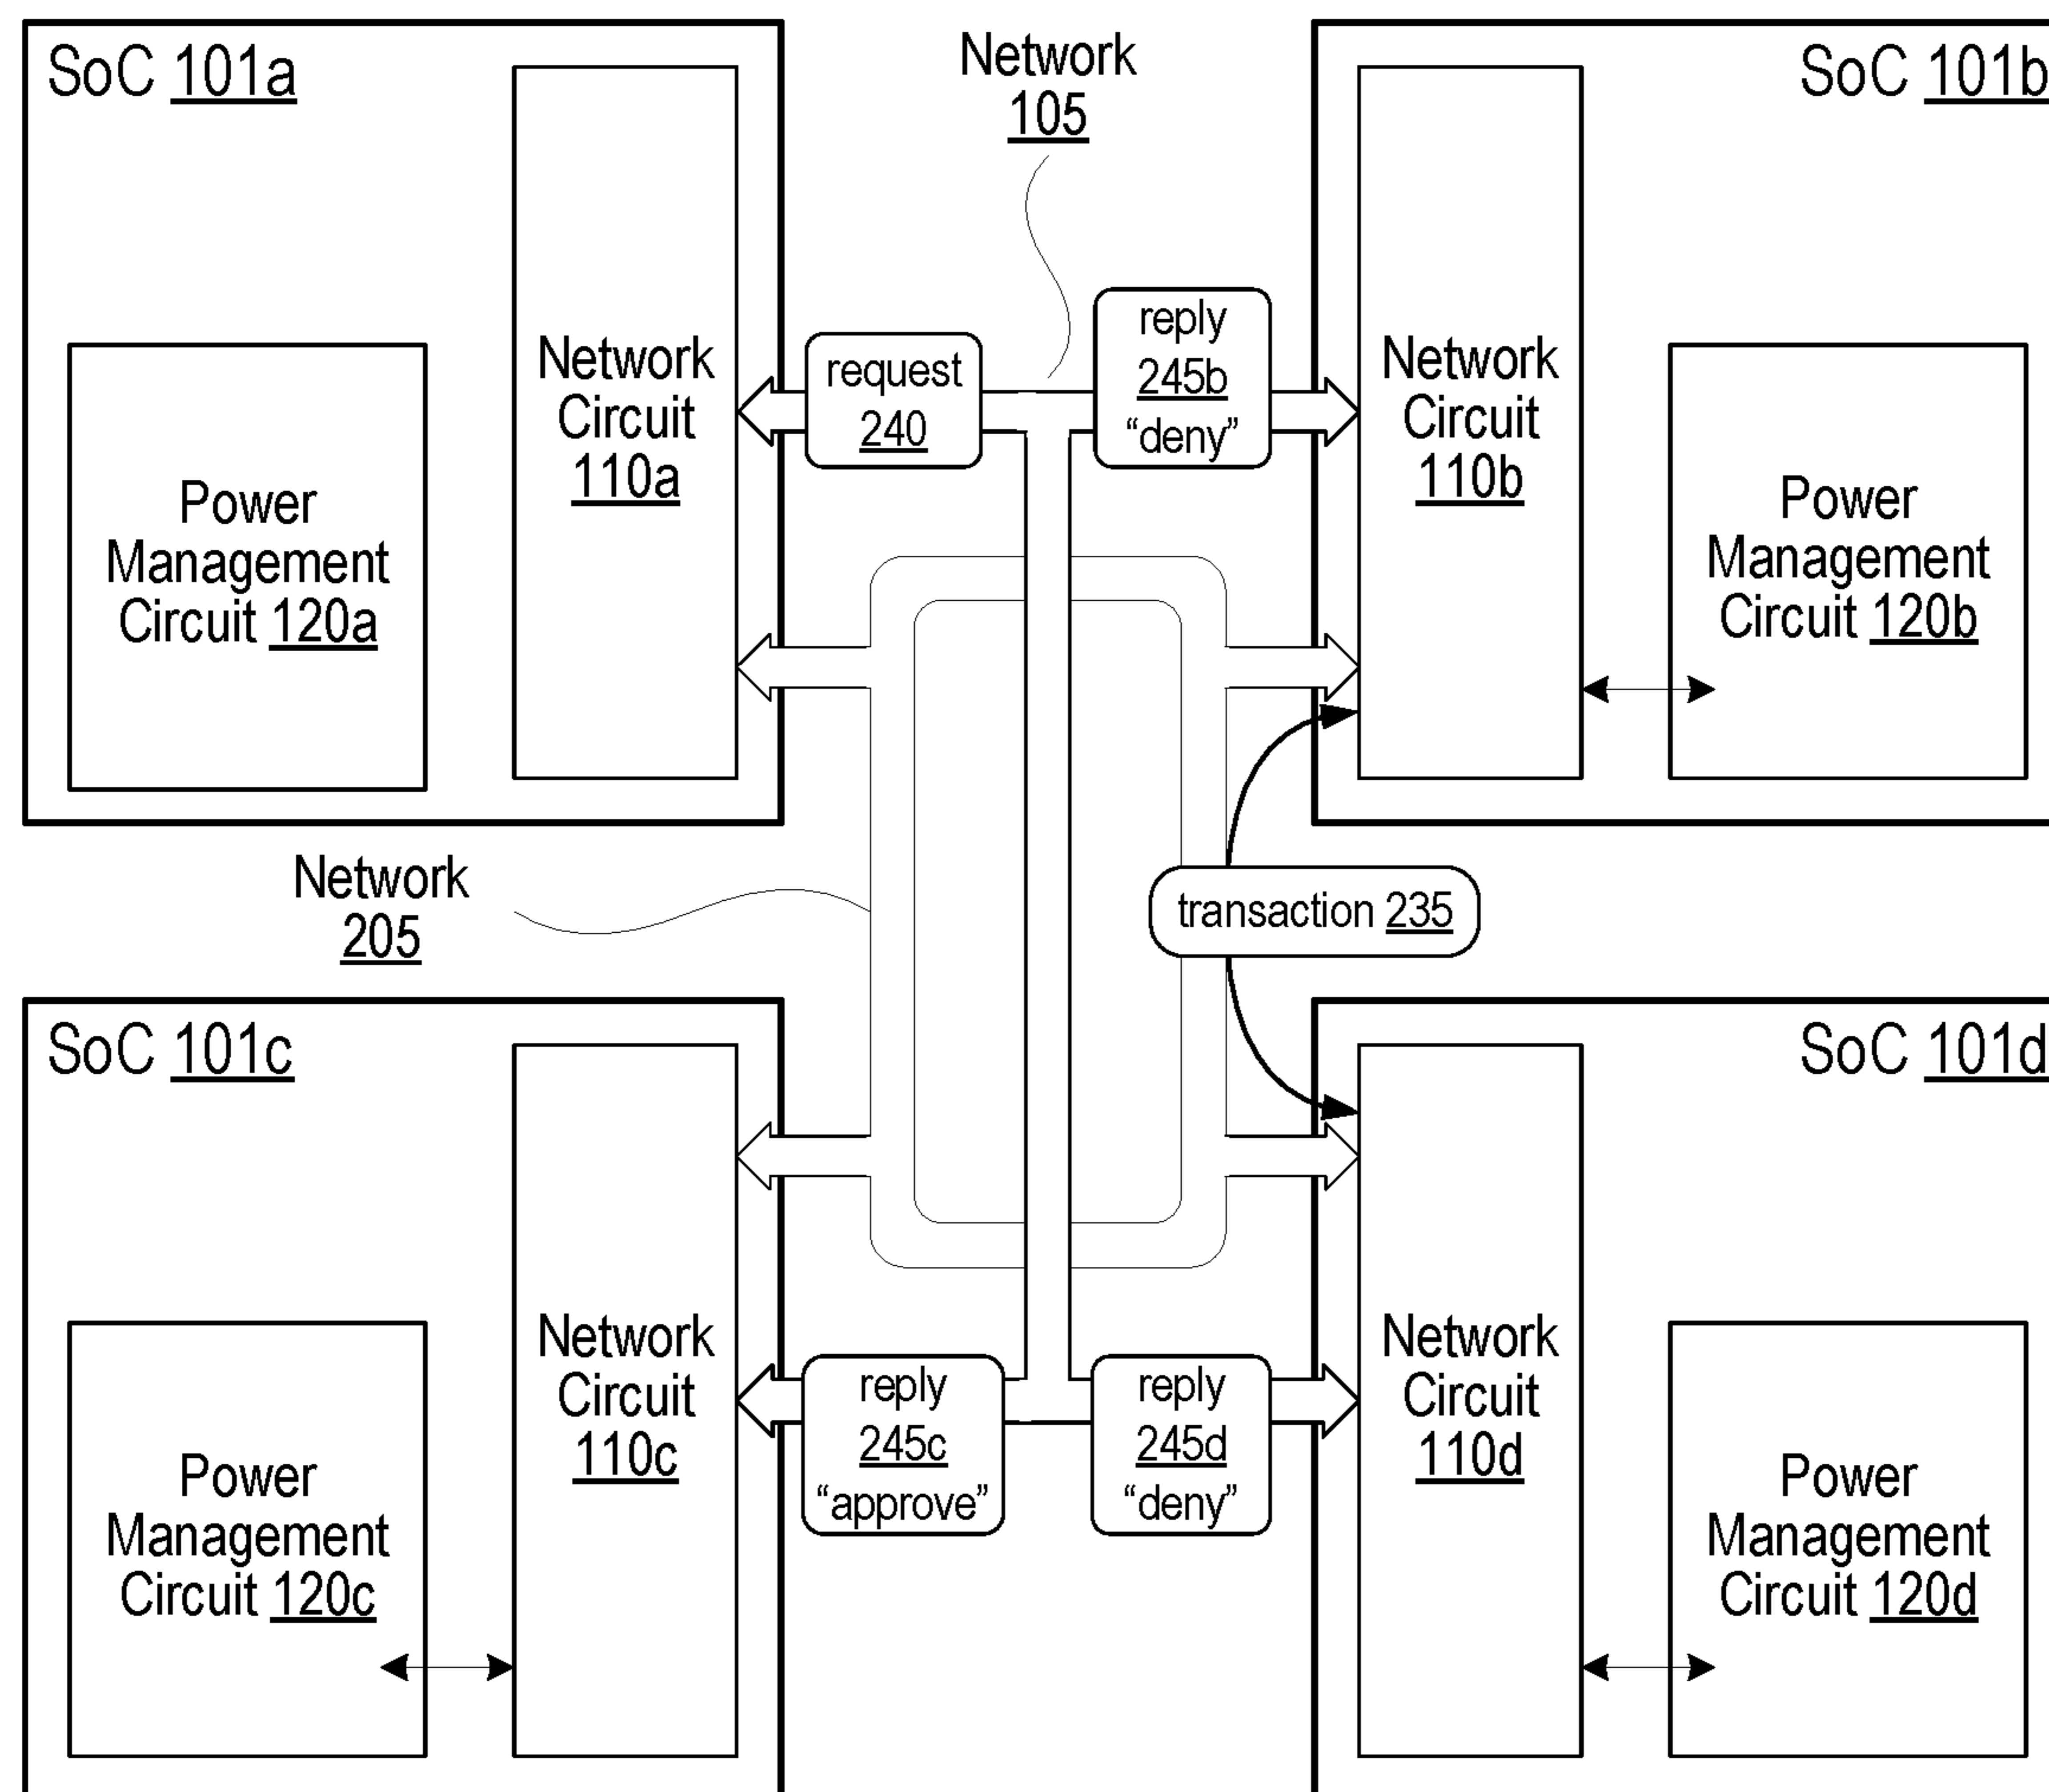 SoC 101a
Network
105
SoC 101b
Network
Circuit
110a
Power
Management
Circuit 120a
request
240
reply
245b
“deny”
Network
Circuit
110b
Power
Management
Circuit 120b
Network
205
transaction 235
SoC 101c
SoC 101d
Network
Circuit
110c
Power
Management
Circuit 120c
reply
245c
“approve”
reply
245d
“deny”
Network
Circuit
110d
Power
Management
Circuit 120d